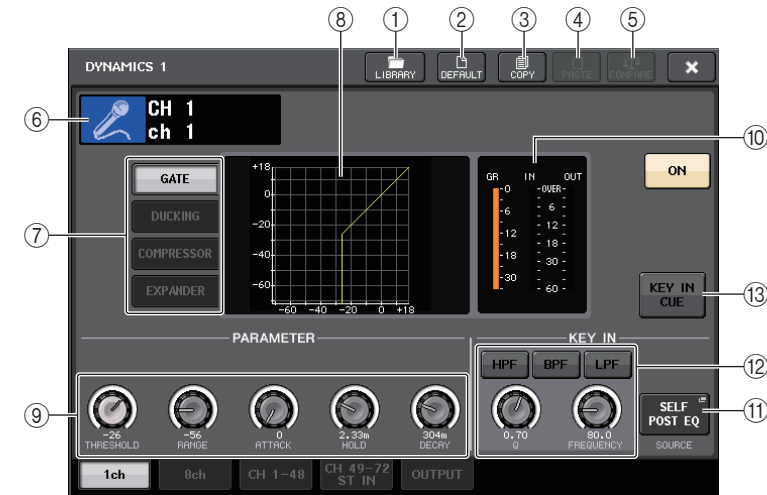 ① ② ③ ④ ⑤
DYNAMICS 1
LIBRARY DEFAULT COPY PASTE COMPARE ×
⑥
CH 1
ch 1
⑦
GATE
DUCKING
COMPRESSOR
EXPANDER
⑧
+18
0
-20
-40
-60
-60 -40 -20 0 +18
⑩
GR IN OUT
-0 -OVER-
-6 - 6 -
-12 - 12 -
-18 - 18 -
-30 - 30 -
- 60 -
ON
KEY IN
CUE
⑬
PARAMETER
⑨
-26 -56 0 2.33m 304m
THRESHOLD RANGE ATTACK HOLD DECAY
KEY IN
HPF BPF LPF
⑫
0.70 80.0
Q FREQUENCY
SELF
POST EQ
⑪
SOURCE
1ch 8ch CH 1-48 CH 49-72
ST IN OUTPUT